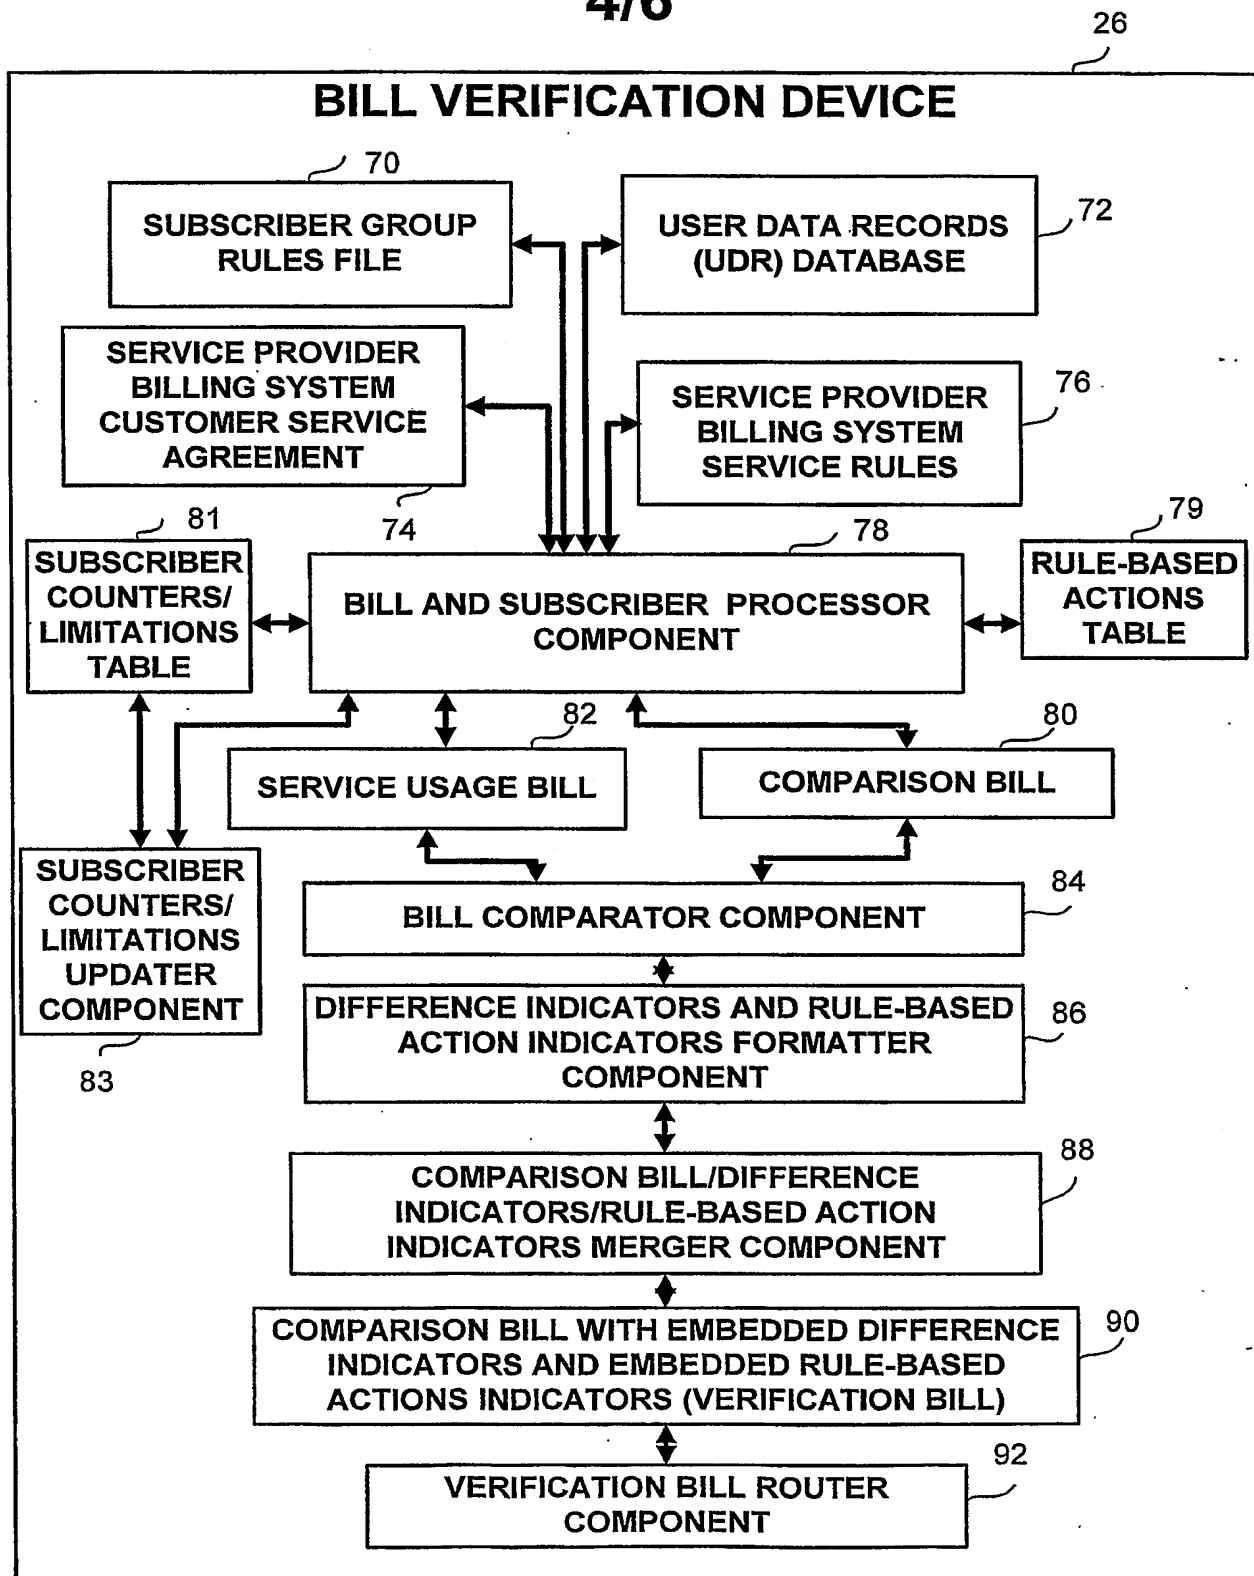 4/6
26
BILL VERIFICATION DEVICE
70
SUBSCRIBER GROUP
RULES FILE
USER DATA RECORDS
(UDR) DATABASE
72
SERVICE PROVIDER
BILLING SYSTEM
CUSTOMER SERVICE
AGREEMENT
74
SERVICE PROVIDER
BILLING SYSTEM
SERVICE RULES
76
81
SUBSCRIBER
COUNTERS/
LIMITATIONS
TABLE
78
BILL AND SUBSCRIBER PROCESSOR
COMPONENT
79
RULE-BASED
ACTIONS
TABLE
82
SERVICE USAGE BILL
80
COMPARISON BILL
SUBSCRIBER
COUNTERS/
LIMITATIONS
UPDATER
COMPONENT
83
BILL COMPARATOR COMPONENT
84
DIFFERENCE INDICATORS AND RULE-BASED
ACTION INDICATORS FORMATTER
COMPONENT
86
COMPARISON BILL/DIFFERENCE
INDICATORS/RULE-BASED ACTION
INDICATORS MERGER COMPONENT
88
COMPARISON BILL WITH EMBEDDED DIFFERENCE
INDICATORS AND EMBEDDED RULE-BASED
ACTIONS INDICATORS (VERIFICATION BILL)
90
VERIFICATION BILL ROUTER
COMPONENT
92